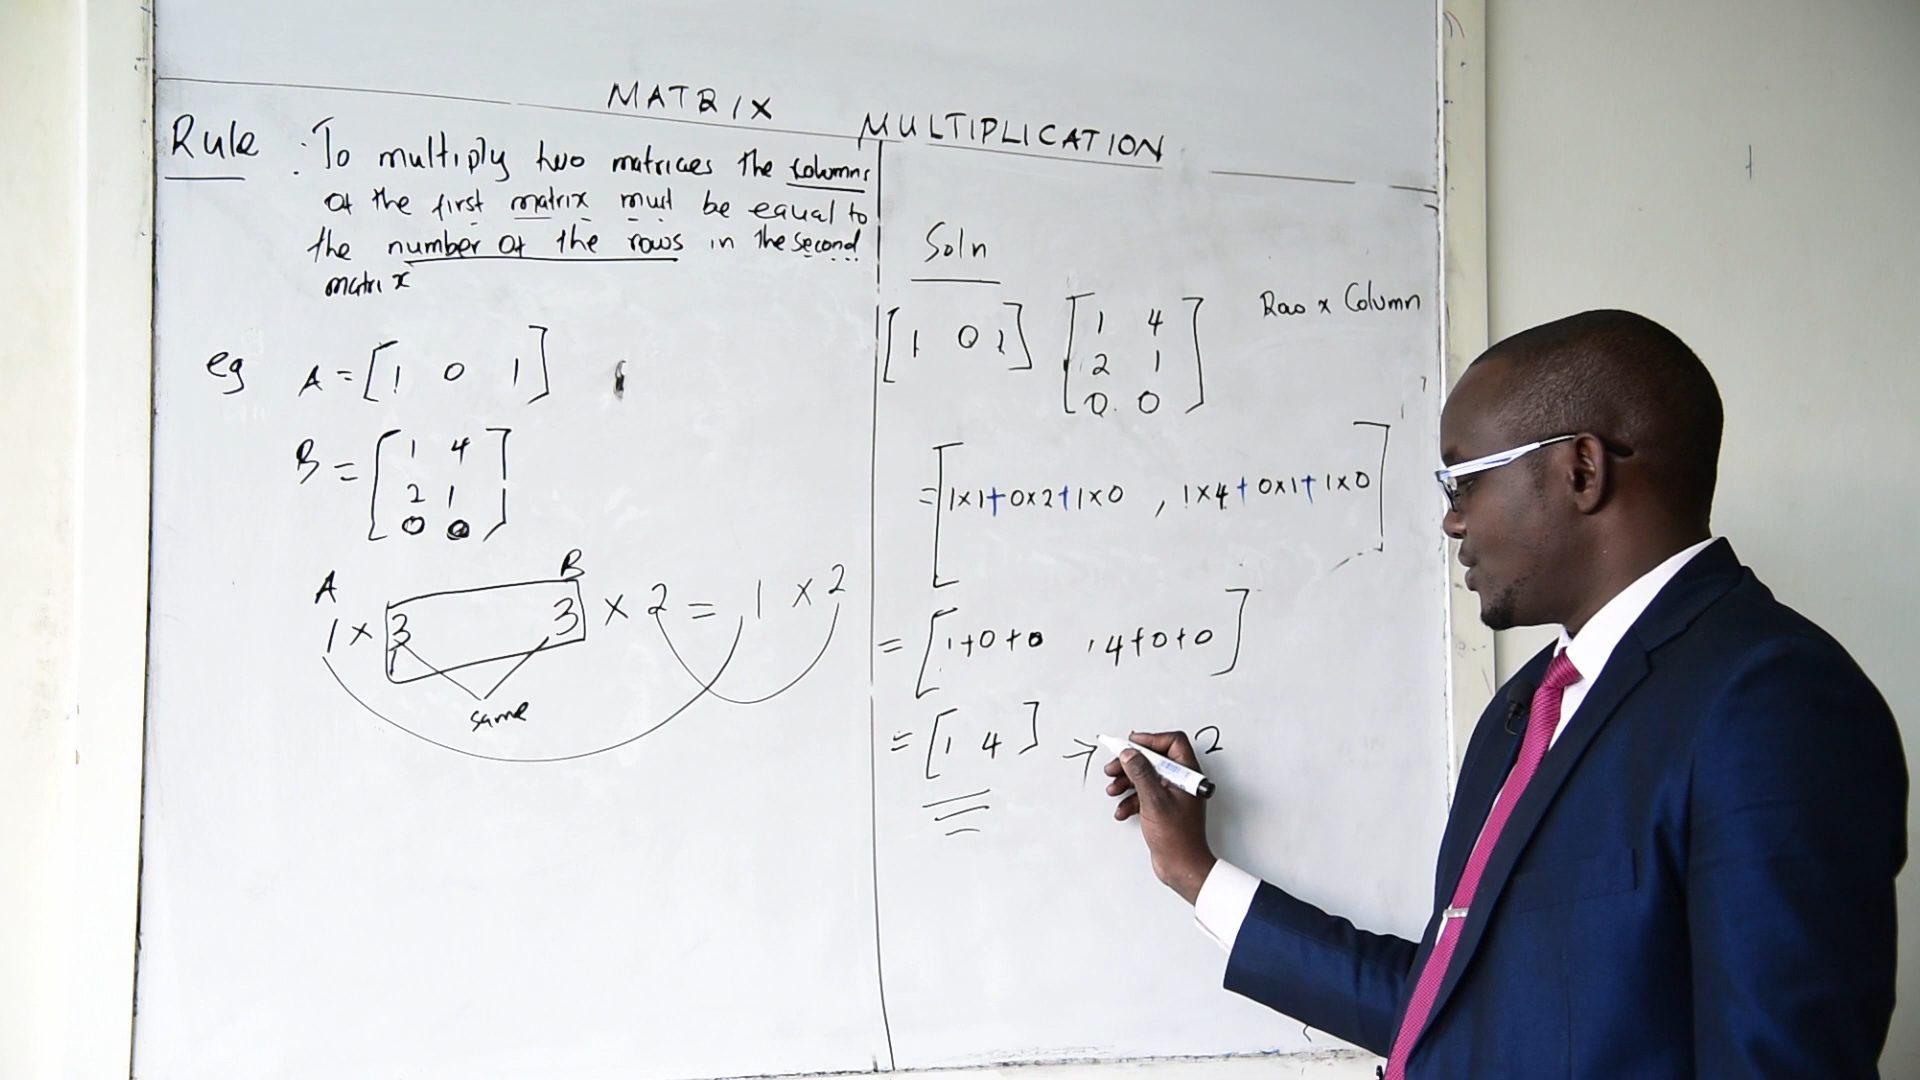 MATRIX MULTIPLICATION
Rule : To multiply two matrices the columns
of the first matrix must be equal to
the number of the rows in the second
matrix
eg A = [1 0 1]
B = [1 4
2 1
0 0]
A B
1 × 3 3 × 2 = 1 × 2
same
Soln
[1 0 1] [1 4
2 1
0 0]
Row x Column
= [1×1+0×2+1×0 , 1×4+0×1+1×0]
= [1+0+0 , 4+0+0]
= [1 4] → 2